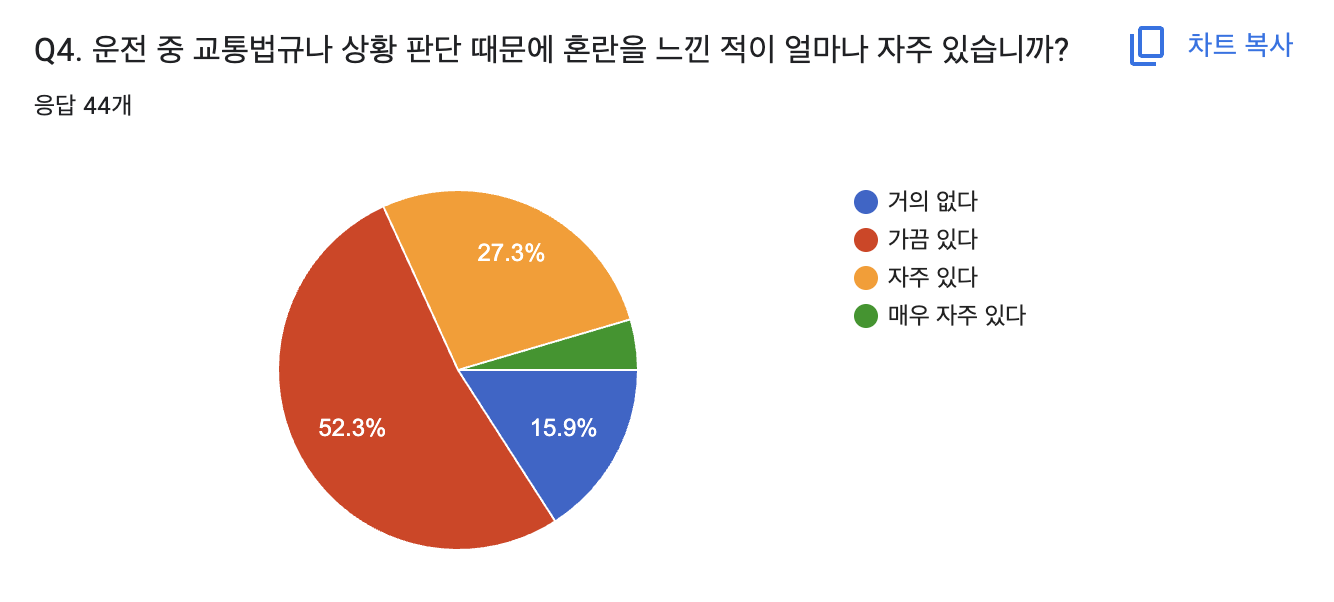 Q4. 운전 중 교통법규나 상황 판단 때문에 혼란을 느낀 적이 얼마나 자주 있습니까?
차트 복사
응답 44개
거의 없다
가끔 있다
자주 있다
매우 자주 있다
27.3%
52.3%
15.9%